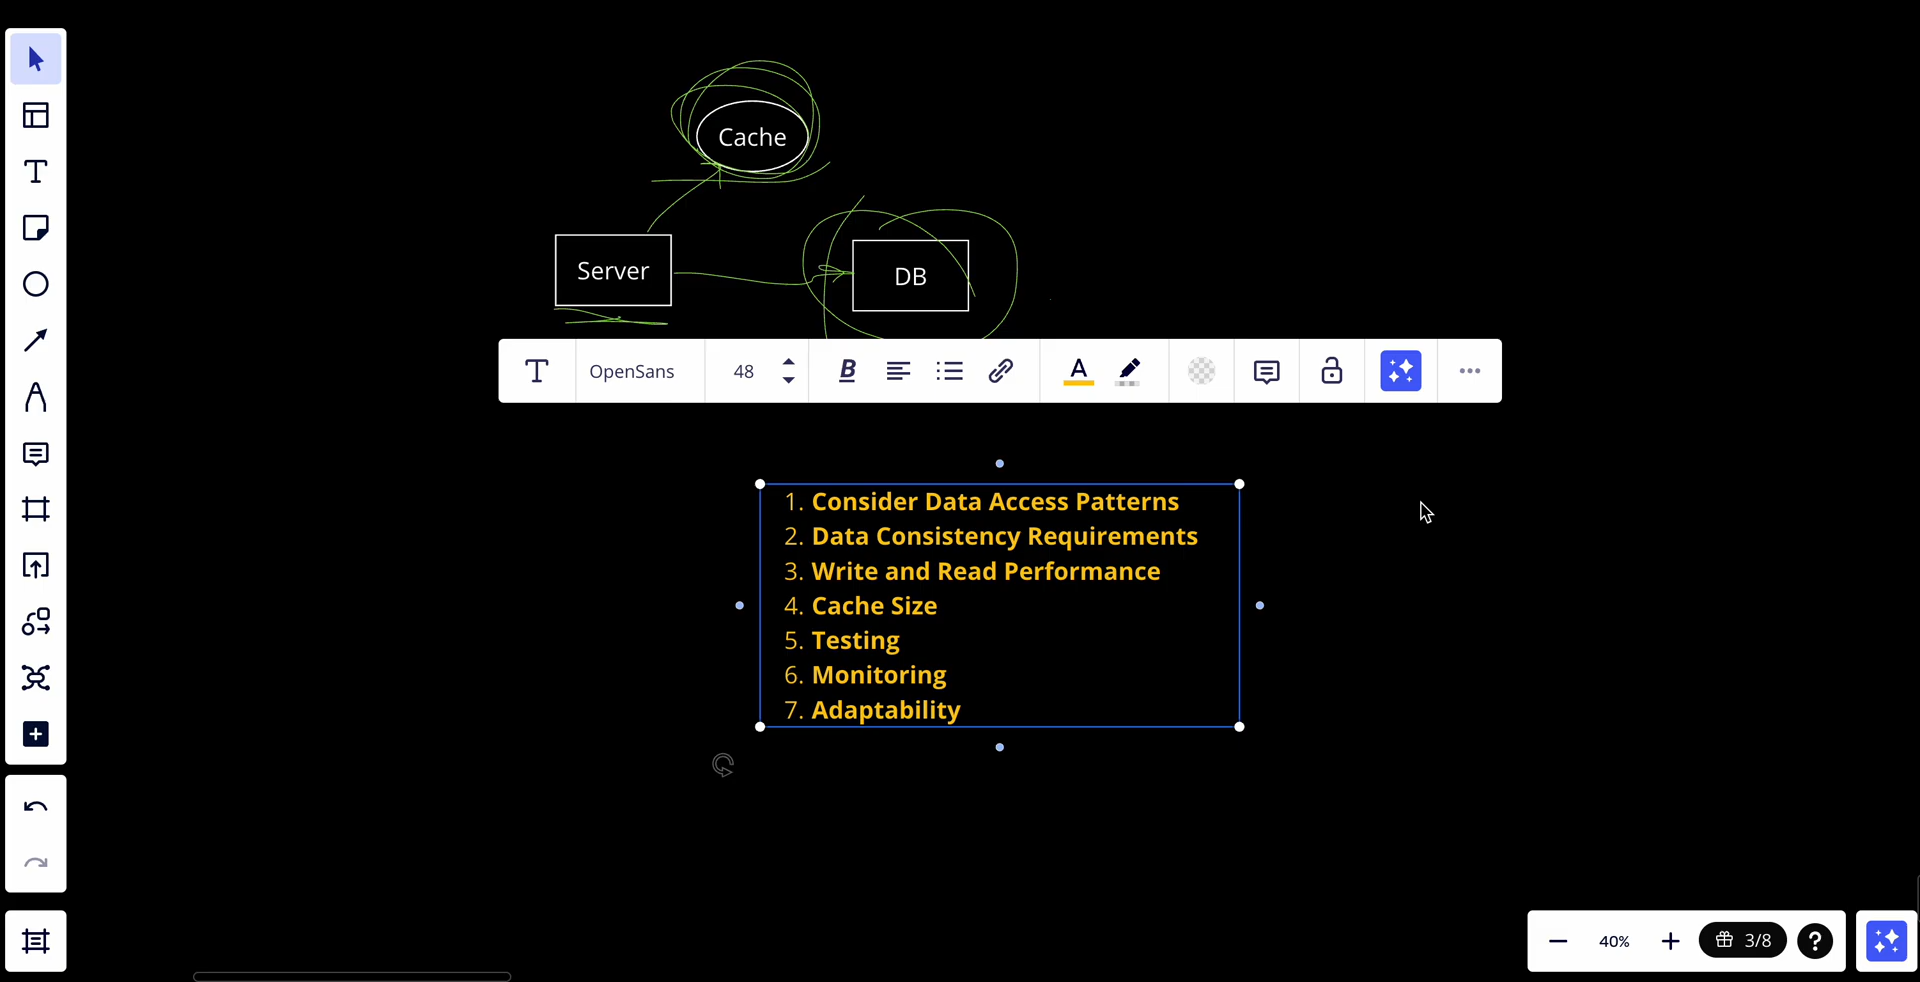 Cache
Server
DB
OpenSans
48
B
A
1. Consider Data Access Patterns
2. Data Consistency Requirements
3. Write and Read Performance
4. Cache Size
5. Testing
6. Monitoring
7. Adaptability
40%
3/8
?